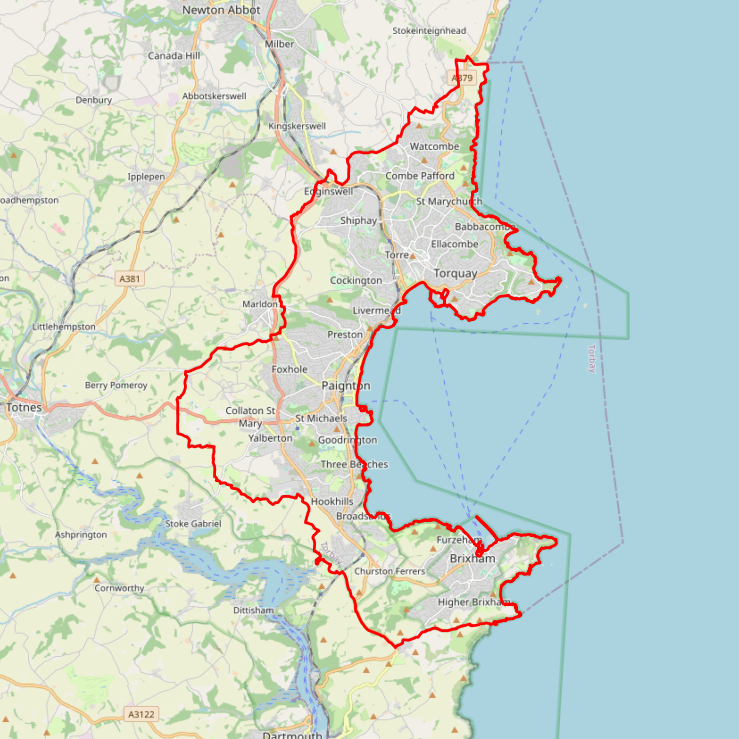 Newton Abbot
Stokeinteignhead
Milber
Canada Hill
A379
Denbury
Abbotskerswell
Kingskerswell
Watcombe
Ipplepen
Combe Pafford
Edginswell
oadhempston
St Marychurch
Shiphay
Babbacombe
Ellacombe
Torre
Torquay
A381
Cockington
Marldon
Livermead
Littlehempston
Preston
Torbay
Foxhole
Berry Pomeroy
Paignton
Totnes
Collaton St
Mary
St Michaels
Yalberton
Goodrington
Three Beaches
Hookhills
Stoke Gabriel
Broadsands
Ashprington
Furzeham
Brixham
Churston Ferrers
Cornworthy
Higher Brixham
Dittisham
A3122
Dartmouth